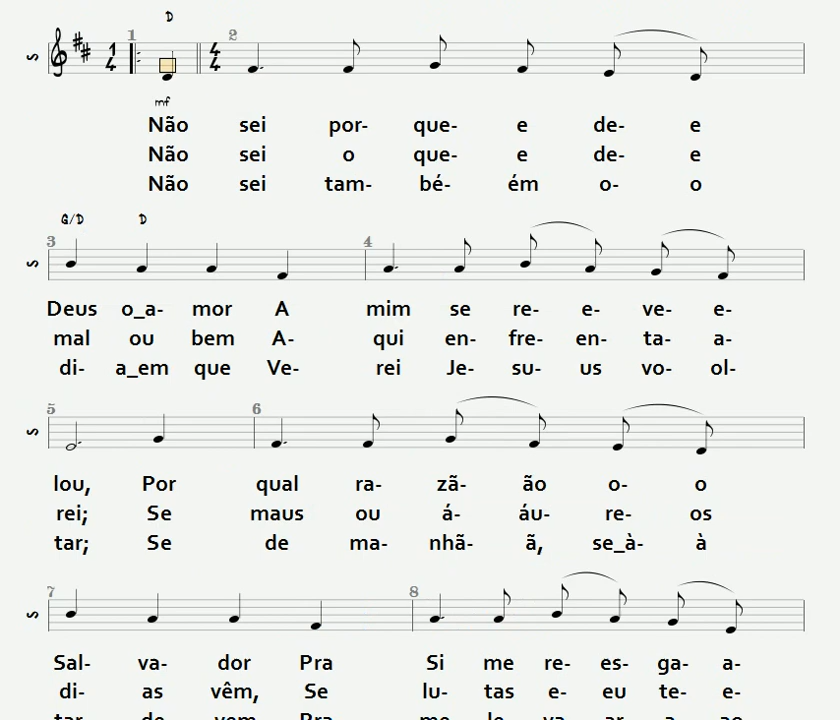 D
1 2
S 1 4 4 4
mf
Não sei por- que- e de- e
Não sei o que- e de- e
Não sei tam- bé- ém o- o
G/D D
3 4
S
Deus o_a- mor A mim se re- e- ve- e-
mal ou bem A- qui en- fre- en- ta- a-
di- a_em que Ve- rei Je- su- us vo- ol-
5 6
S
lou, Por qual ra- zã- ão o- o
rei; Se maus ou á- áu- re- os
tar; Se de ma- nhã- ã, se_à- à
7 8
S
Sal- va- dor Pra Si me re- es- ga- a-
di- as vêm, Se lu- tas e- eu te- e-